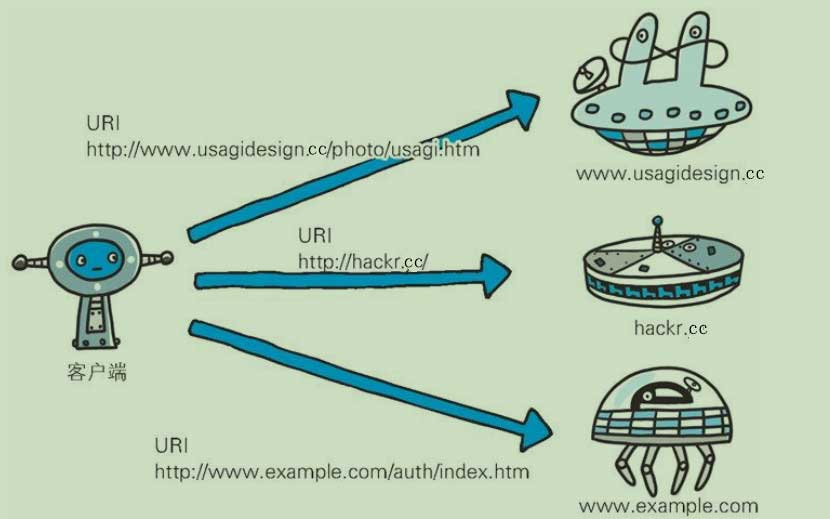 URI
http://www.usagidesign.cc/photo/usagi.htm
www.usagidesign.cc
URI
http://hackr.cc/
hackr.cc
客户端
URI
http://www.example.com/auth/index.htm
www.example.com